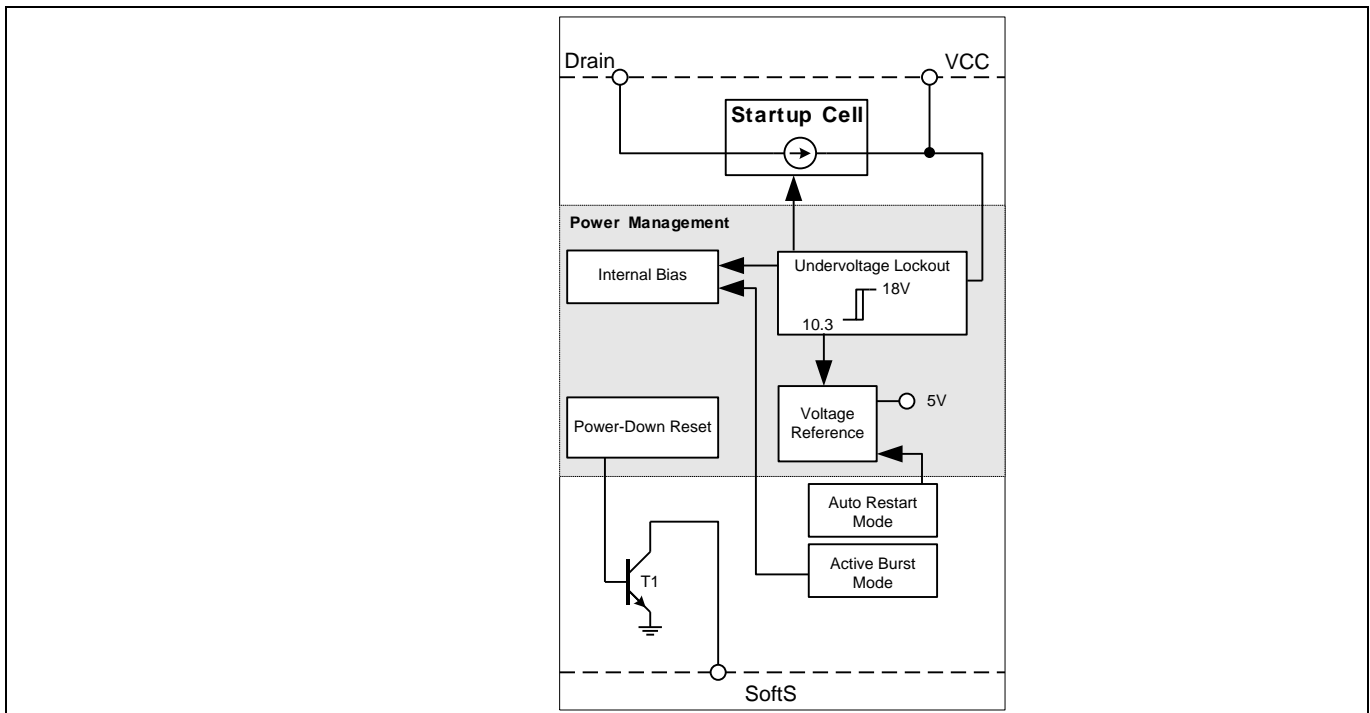 Drain
VCC
Startup Cell
Power Management
Internal Bias
Undervoltage Lockout
18V
10.3
Power-Down Reset
Voltage
Reference
5V
Auto Restart
Mode
Active Burst
Mode
T1
SoftS